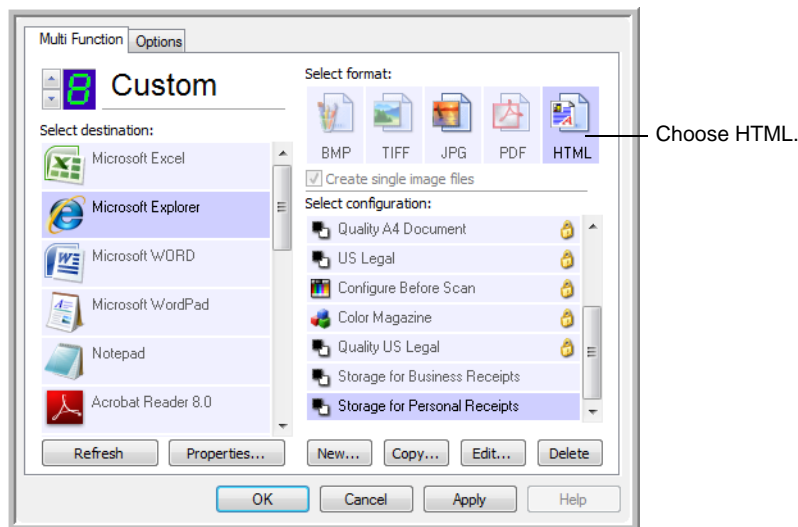 Multi Function
Options
8 Custom
Select destination:
Microsoft Excel
Microsoft Explorer
Microsoft WORD
Microsoft WordPad
Notepad
Acrobat Reader 8.0
Refresh
Properties...
Select format:
BMP TIFF JPG PDF HTML
Create single image files
Select configuration:
Quality A4 Document
US Legal
Configure Before Scan
Color Magazine
Quality US Legal
Storage for Business Receipts
Storage for Personal Receipts
New... Copy... Edit... Delete
OK Cancel Apply Help
Choose HTML.